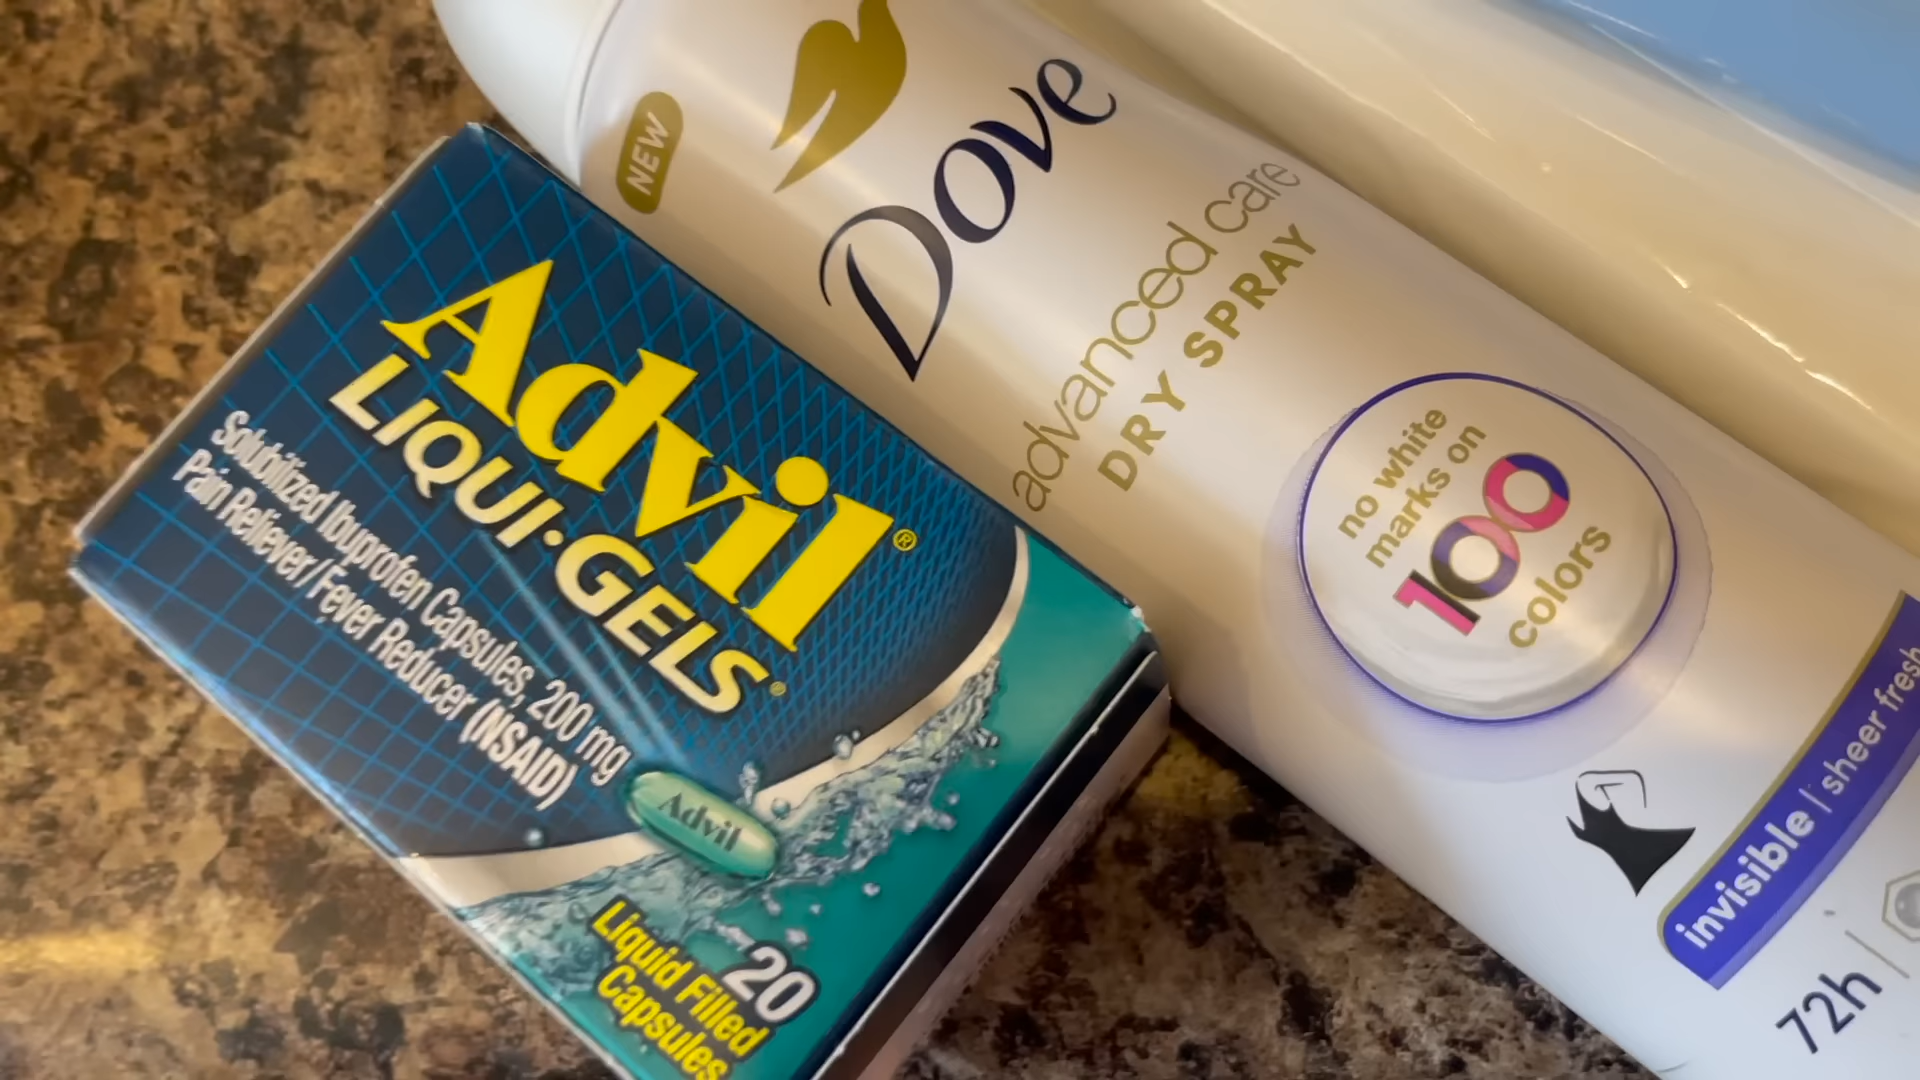 Advil®
LIQUI·GELS®
Solubilized Ibuprofen Capsules, 200 mg
Pain Reliever/Fever Reducer (NSAID)
Advil
20
Liquid Filled
Capsules
NEW
Dove
advanced care
DRY SPRAY
no white
marks on
100
colors
invisible | sheer fresh
72h |